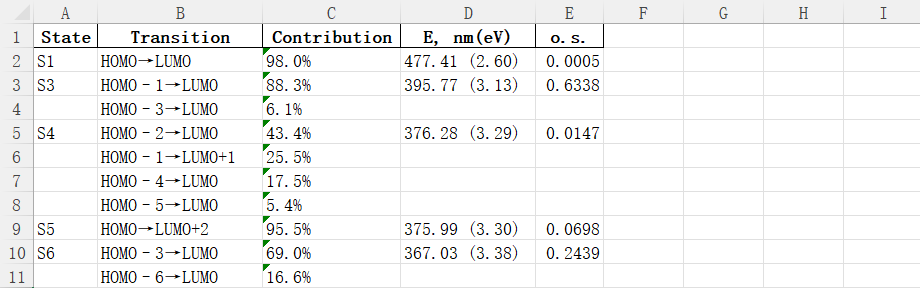 A B C D E F G H I
1 State Transition Contribution E, nm(eV) o.s.
2 S1 HOMO→LUMO 98.0% 477.41 (2.60) 0.0005
3 S3 HOMO－1→LUMO 88.3% 395.77 (3.13) 0.6338
4 HOMO－3→LUMO 6.1%
5 S4 HOMO－2→LUMO 43.4% 376.28 (3.29) 0.0147
6 HOMO－1→LUMO+1 25.5%
7 HOMO－4→LUMO 17.5%
8 HOMO－5→LUMO 5.4%
9 S5 HOMO→LUMO+2 95.5% 375.99 (3.30) 0.0698
10 S6 HOMO－3→LUMO 69.0% 367.03 (3.38) 0.2439
11 HOMO－6→LUMO 16.6%